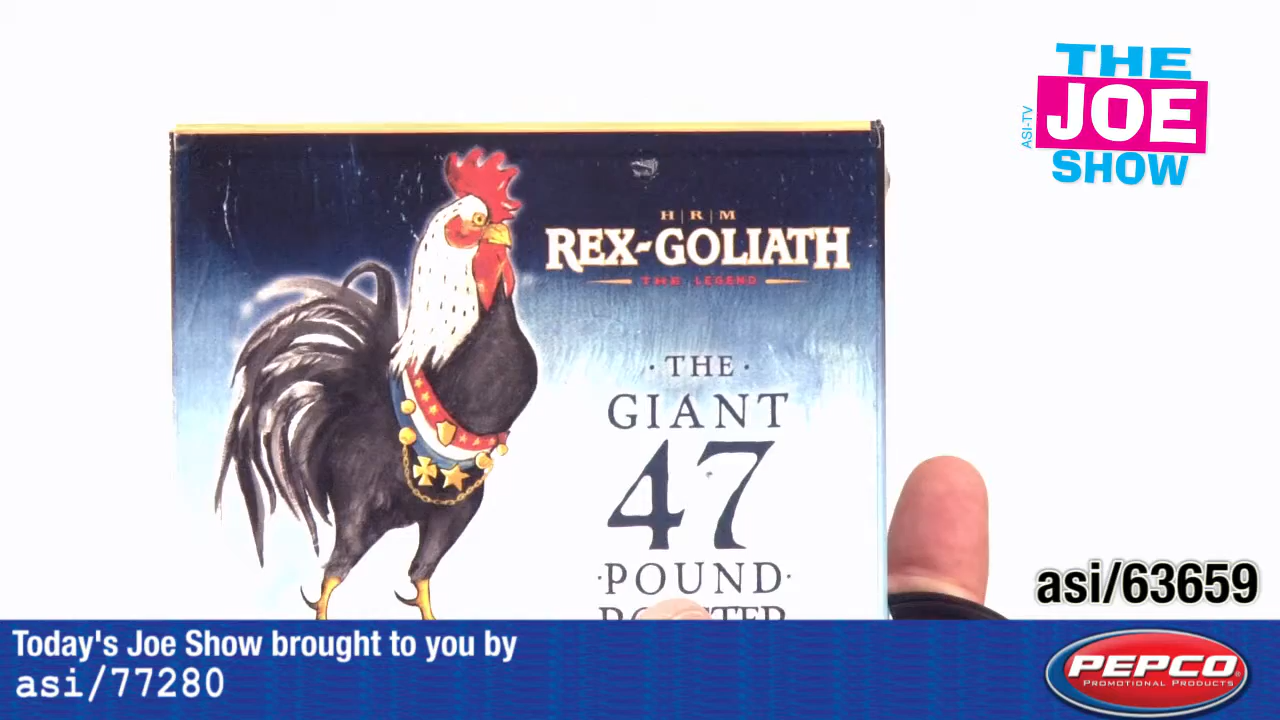 THE
JOE
SHOW
ASI-TV
H|R|M
REX-GOLIATH
THE LEGEND
·THE·
GIANT
47
·POUND·
asi/63659
Today's Joe Show brought to you by
asi/77280
PEPCO®
PROMOTIONAL PRODUCTS